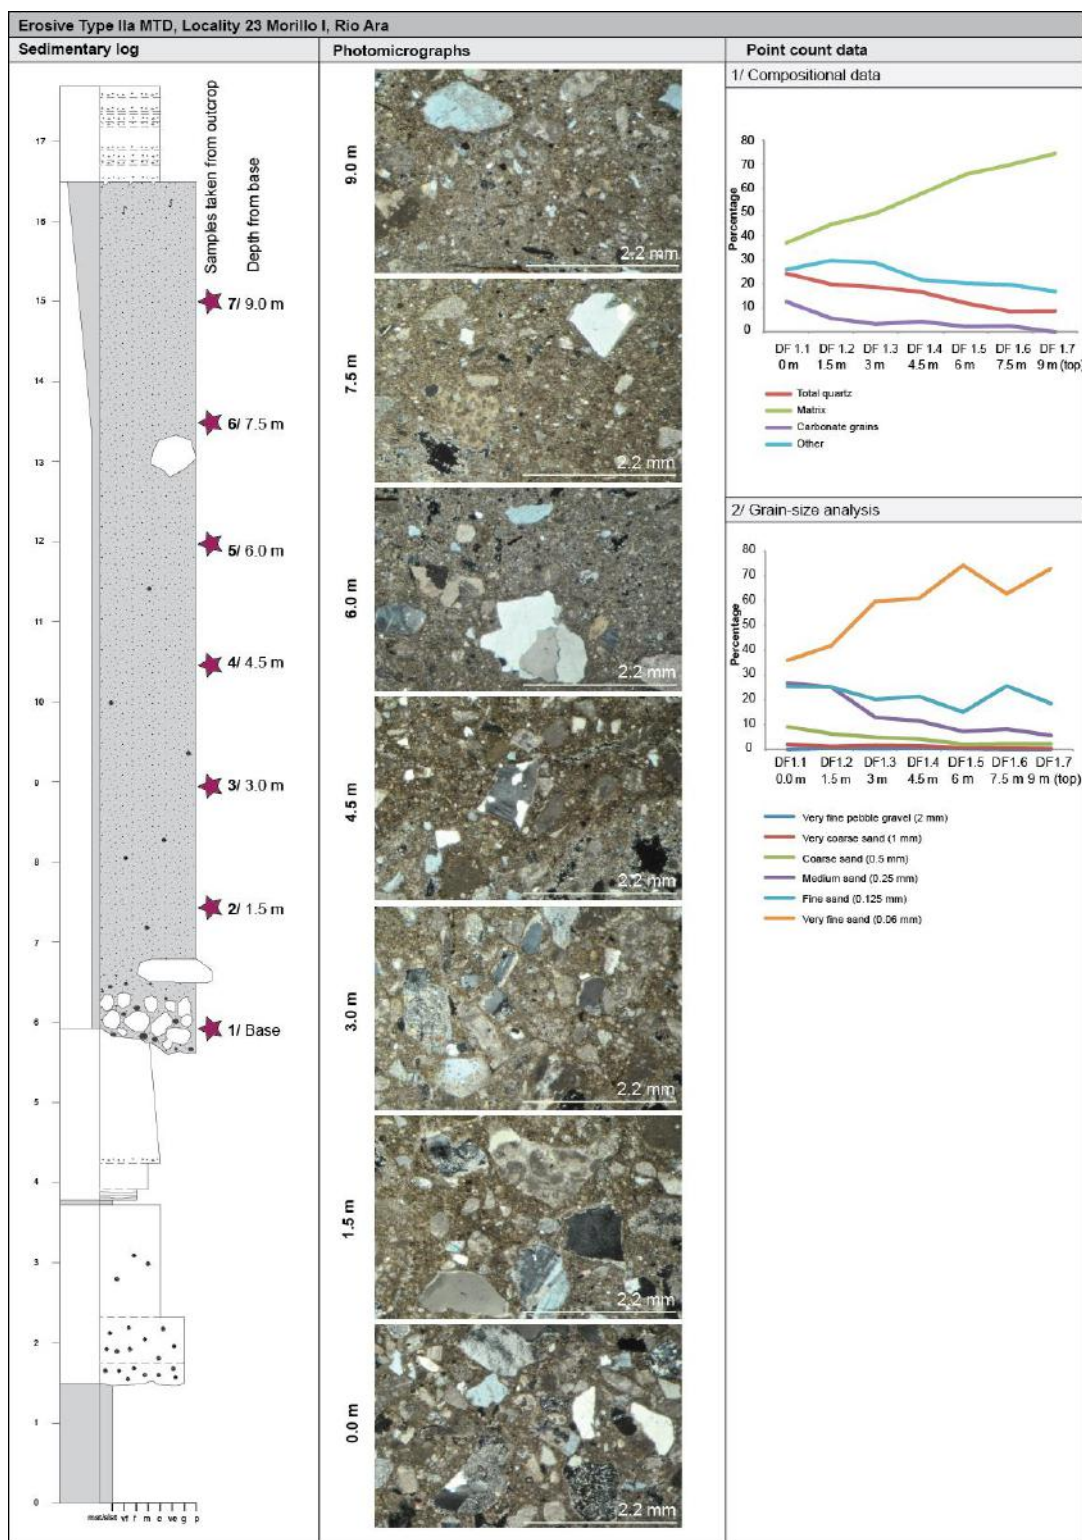 Erosive Type IIa MTD, Locality 23 Morillo I, Rio Ara
Sedimentary log
Photomicrographs
Point count data
Samples taken from outcrop
Depth from base
17
16
15
14
13
12
11
10
9
8
7
6
5
4
3
2
1
0
7/ 9.0 m
6/ 7.5 m
5/ 6.0 m
4/ 4.5 m
3/ 3.0 m
2/ 1.5 m
1/ Base
vf f m c vc g p
9.0 m
2.2 mm
7.5 m
2.2 mm
6.0 m
2.2 mm
4.5 m
2.2 mm
3.0 m
2.2 mm
1.5 m
2.2 mm
0.0 m
2.2 mm
1/ Compositional data
Percentage
80
70
60
50
40
30
20
10
0
DF 1.1 DF 1.2 DF 1.3 DF 1.4 DF 1.5 DF 1.6 DF 1.7
0 m 1.5 m 3 m 4.5 m 6 m 7.5 m 9 m (top)
Total quartz
Matrix
Carbonate grains
Other
2/ Grain-size analysis
Percentage
80
70
60
50
40
30
20
10
0
DF1.1 DF1.2 DF1.3 DF1.4 DF1.5 DF1.6 DF1.7
0.0 m 1.5 m 3 m 4.5 m 6 m 7.5 m 9 m (top)
Very fine pebble gravel (2 mm)
Very coarse sand (1 mm)
Coarse sand (0.5 mm)
Medium sand (0.25 mm)
Fine sand (0.125 mm)
Very fine sand (0.06 mm)